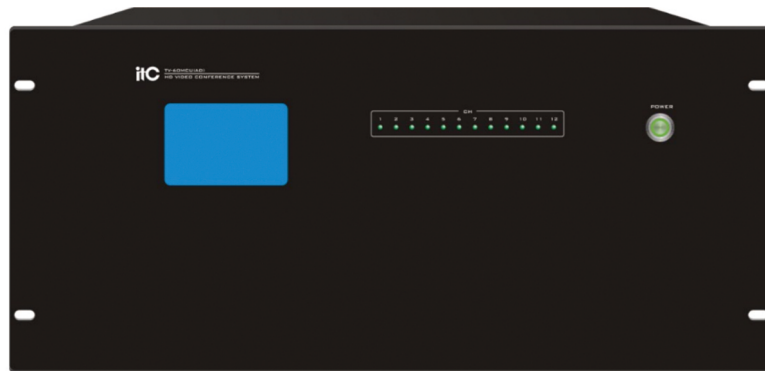 itC
HD VIDEO CONFERENCE SYSTEM
CH
1 2 3 4 5 6 7 8 9 10 11 12
POWER